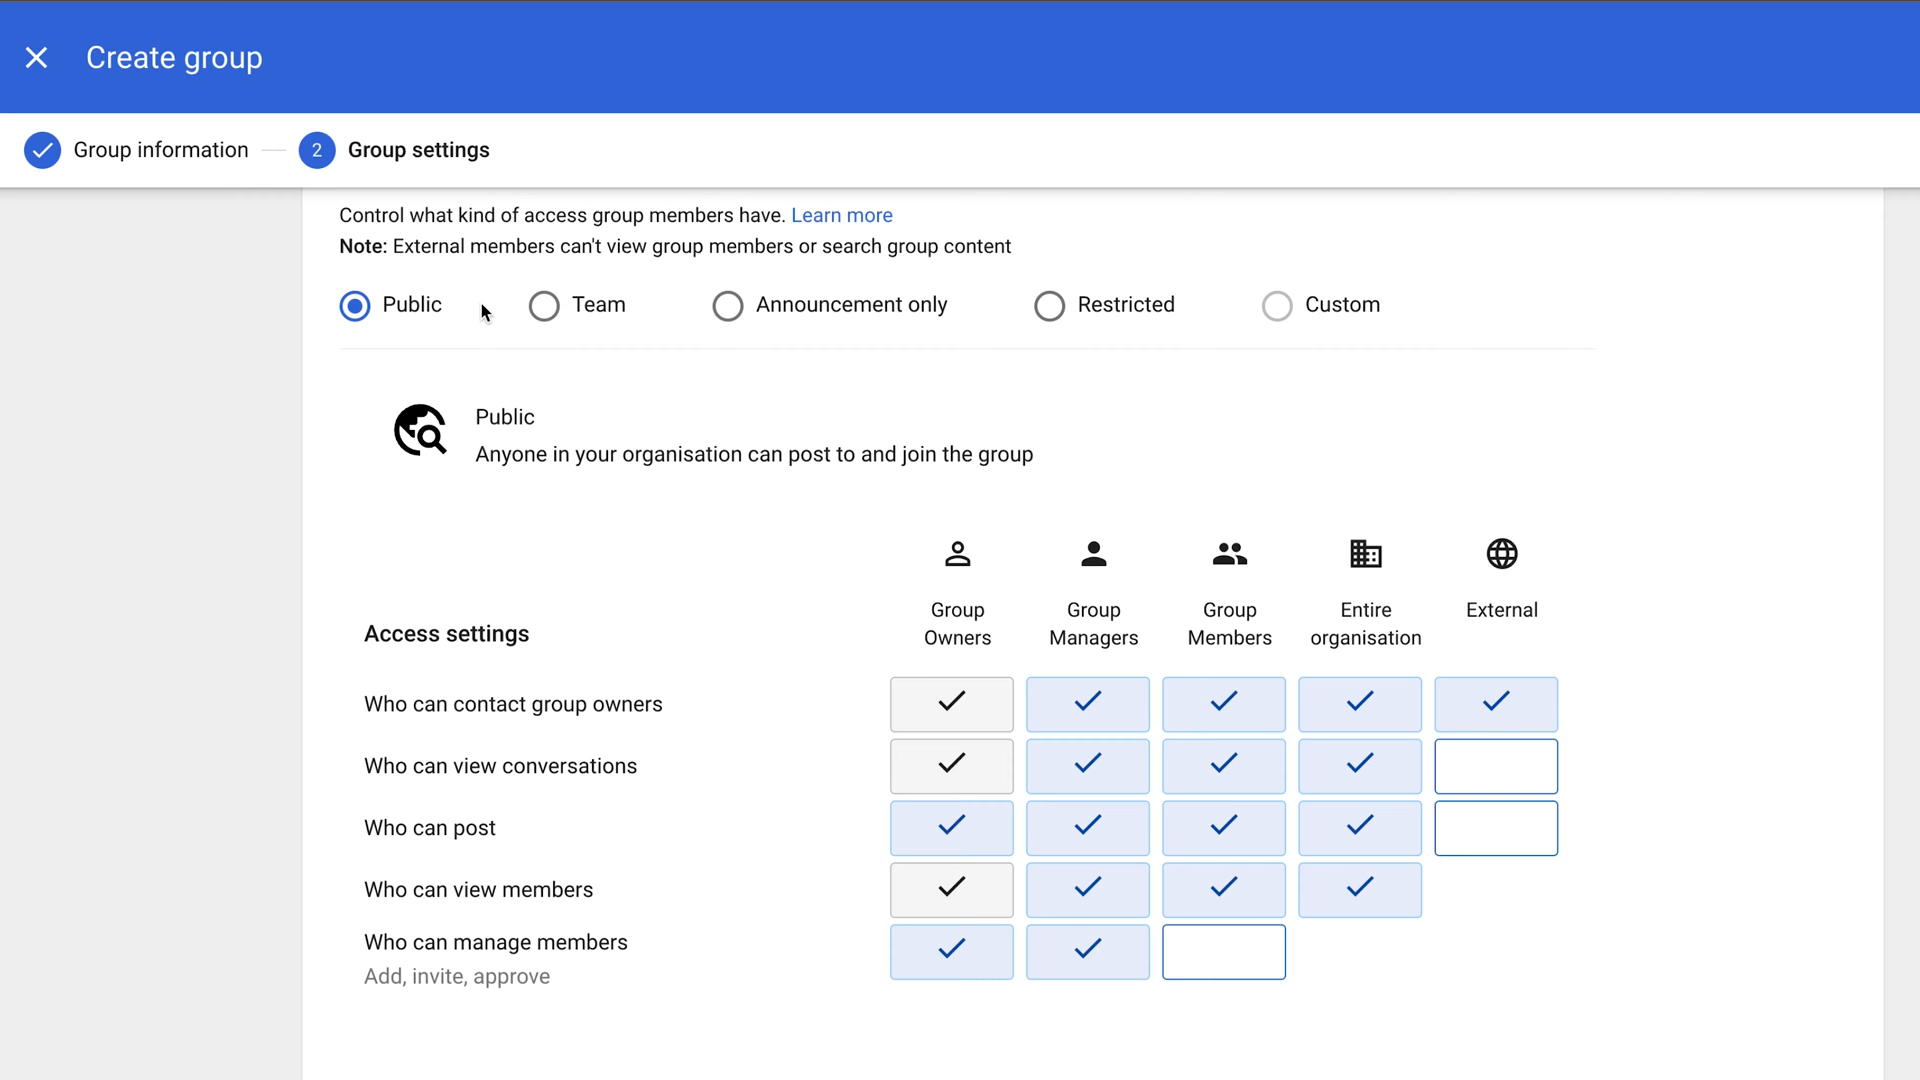 Create group
Group information
2 Group settings
Control what kind of access group members have. Learn more
Note: External members can't view group members or search group content
Public Team Announcement only Restricted Custom
Public
Anyone in your organisation can post to and join the group
Access settings
Group Owners
Group Managers
Group Members
Entire organisation
External
Who can contact group owners
Who can view conversations
Who can post
Who can view members
Who can manage members
Add, invite, approve